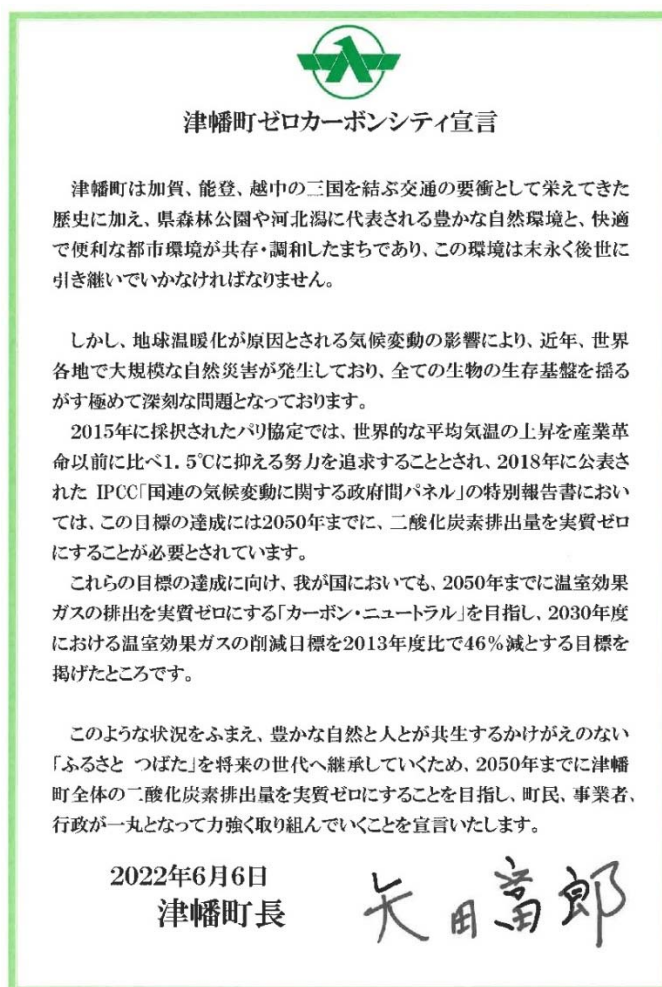 津幡町ゼロカーボンシティ宣言
津幡町は加賀、能登、越中の三国を結ぶ交通の要衝として栄えてきた
歴史に加え、県森林公園や河北潟に代表される豊かな自然環境と、快適
で便利な都市環境が共存・調和したまちであり、この環境は末永く後世に
引き継いでいかなければなりません。
しかし、地球温暖化が原因とされる気候変動の影響により、近年、世界
各地で大規模な自然災害が発生しており、全ての生物の生存基盤を揺る
がす極めて深刻な問題となっております。
2015年に採択されたパリ協定では、世界的な平均気温の上昇を産業革
命以前に比べ1．5℃に抑える努力を追求することとされ、2018年に公表さ
れた IPCC「国連の気候変動に関する政府間パネル」の特別報告書におい
ては、この目標の達成には2050年までに、二酸化炭素排出量を実質ゼロ
にすることが必要とされています。
これらの目標の達成に向け、我が国においても、2050年までに温室効果
ガスの排出を実質ゼロにする「カーボン・ニュートラル」を目指し、2030年度
における温室効果ガスの削減目標を2013年度比で46％減とする目標を
掲げたところです。
このような状況をふまえ、豊かな自然と人とが共生するかけがえのない
「ふるさと つばた」を将来の世代へ継承していくため、2050年までに津幡
町全体の二酸化炭素排出量を実質ゼロにすることを目指し、町民、事業者、
行政が一丸となって力強く取り組んでいくことを宣言いたします。
2022年6月6日
津幡町長 矢田富郎